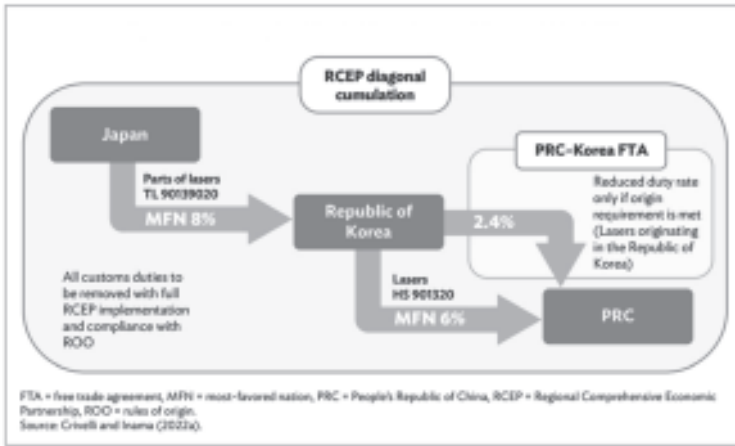 RCEP diagonal
cumulation
Japan
PRC–Korea FTA
Parts of lasers
TL 90139020
MFN 8%
Republic of
Korea
2.4%
Reduced duty rate
only if origin
requirement is met
(Lasers originating
in the Republic of
Korea)
All customs duties to
be removed with full
RCEP implementation
and compliance with
ROO
Lasers
HS 901320
MFN 6%
PRC
FTA = free trade agreement, MFN = most-favored nation, PRC = People's Republic of China, RCEP = Regional Comprehensive Economic
Partnership, ROO = rules of origin.
Source: Crivelli and Inama (2022a).